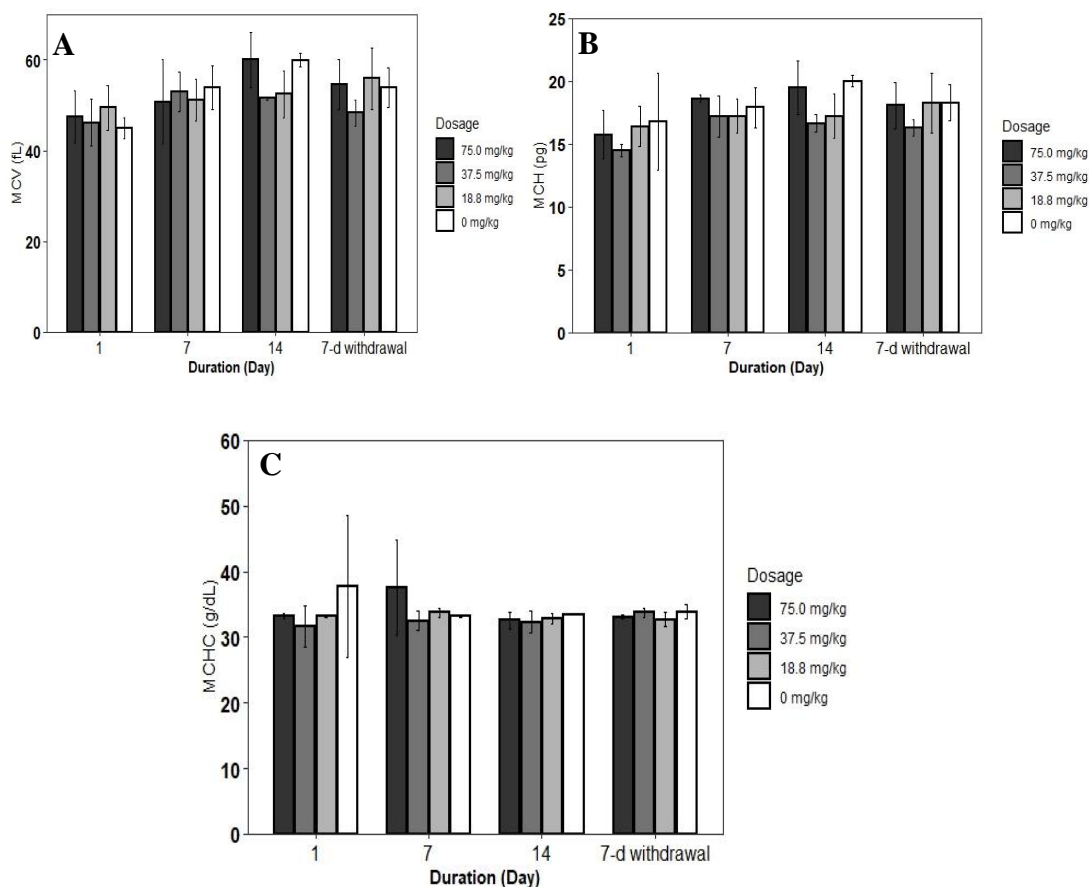 A
MCV (fL)
60
40
20
0
1
7
14
7-d withdrawal
Duration (Day)
Dosage
75.0 mg/kg
37.5 mg/kg
18.8 mg/kg
0 mg/kg
B
MCH (pg)
25
20
15
10
5
0
1
7
14
7-d withdrawal
Duration (Day)
Dosage
75.0 mg/kg
37.5 mg/kg
18.8 mg/kg
0 mg/kg
C
MCHC (g/dL)
60
50
40
30
20
10
0
1
7
14
7-d withdrawal
Duration (Day)
Dosage
75.0 mg/kg
37.5 mg/kg
18.8 mg/kg
0 mg/kg